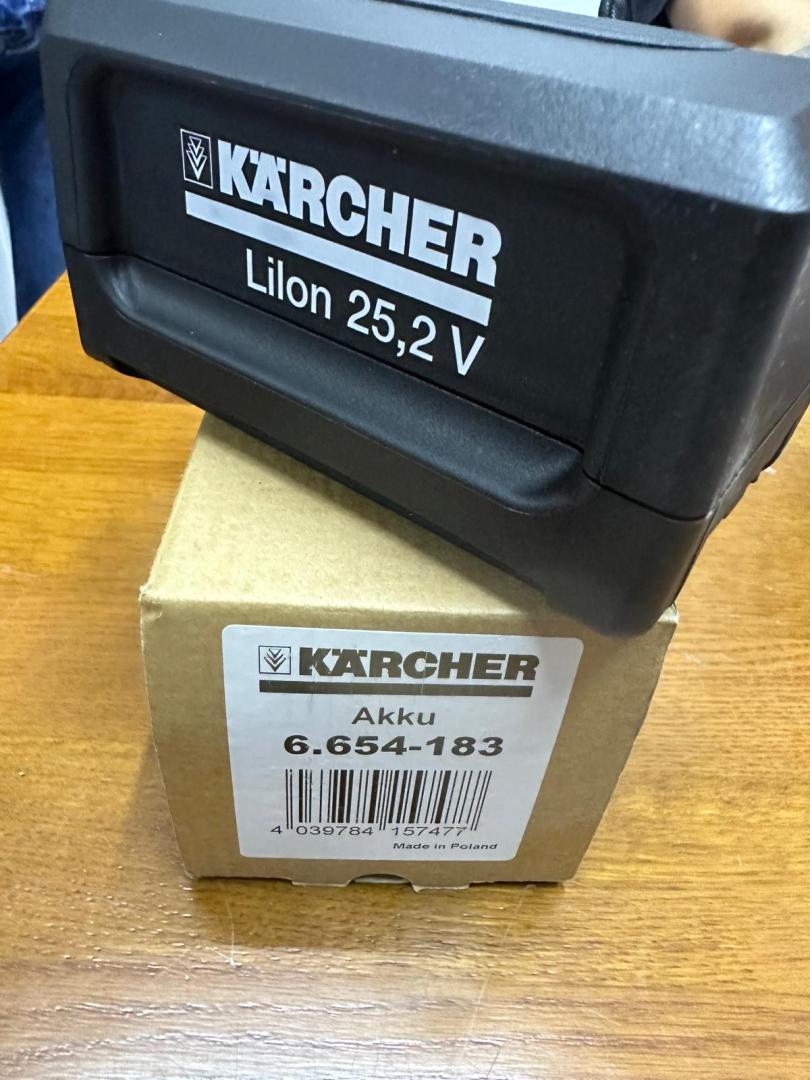 KÄRCHER
LiIon 25,2 V
KÄRCHER
Akku
6.654-183
4 039784 157477
Made in Poland